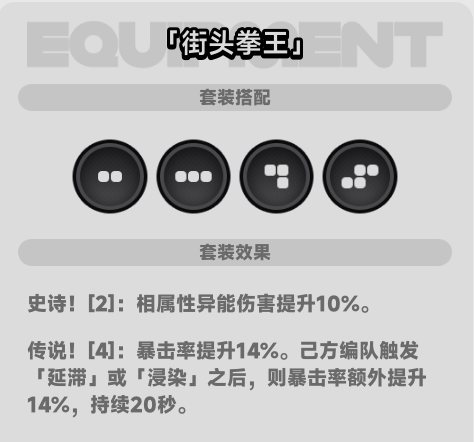 EQUIPMENT
「街头拳王」
套装搭配
套装效果
史诗！[2]：相属性异能伤害提升10%。
传说！[4]：暴击率提升14%。己方编队触发
「延滞」或「浸染」之后，则暴击率额外提升
14%，持续20秒。